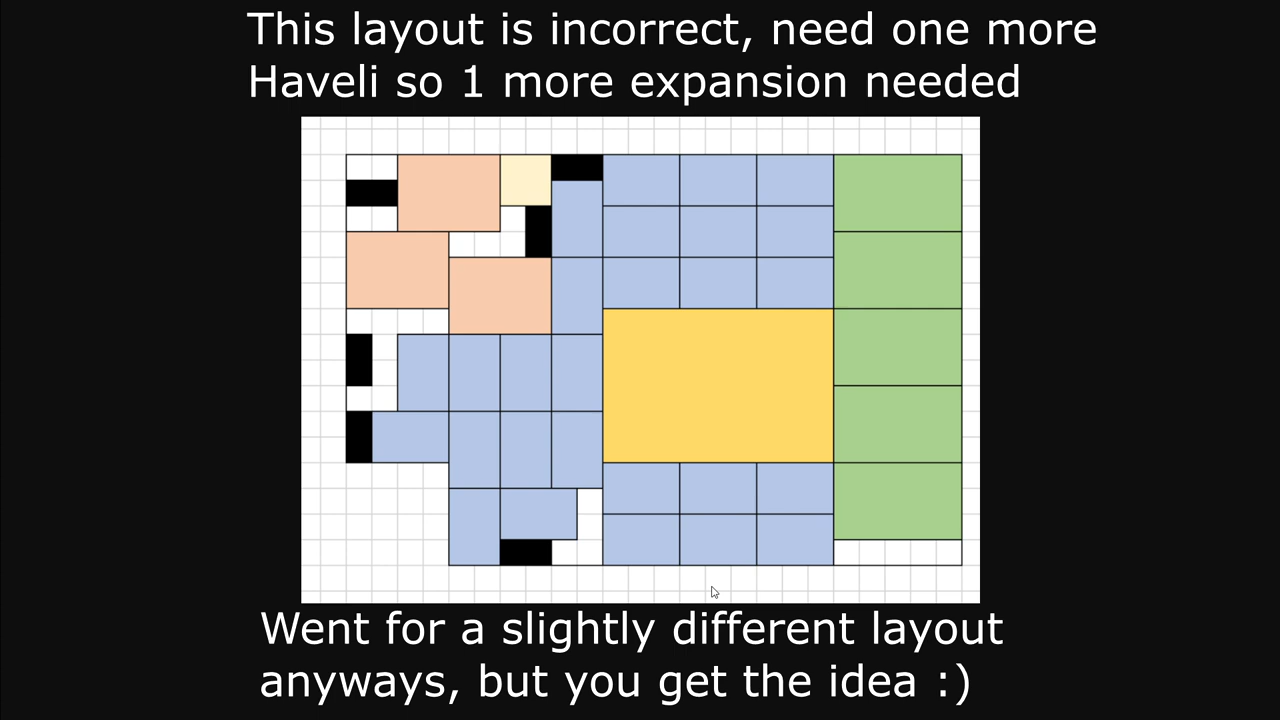 This layout is incorrect, need one more
Haveli so 1 more expansion needed
Went for a slightly different layout
anyways, but you get the idea :)